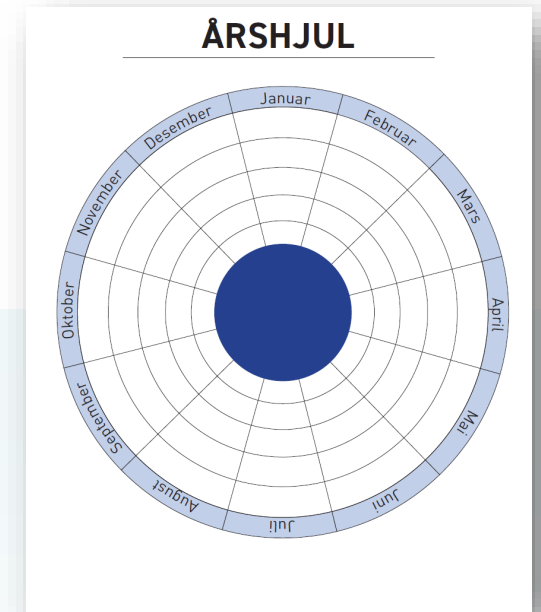 ÅRSHJUL
Januar
Februar
Mars
April
Mai
Juni
Juli
August
September
Oktober
November
Desember